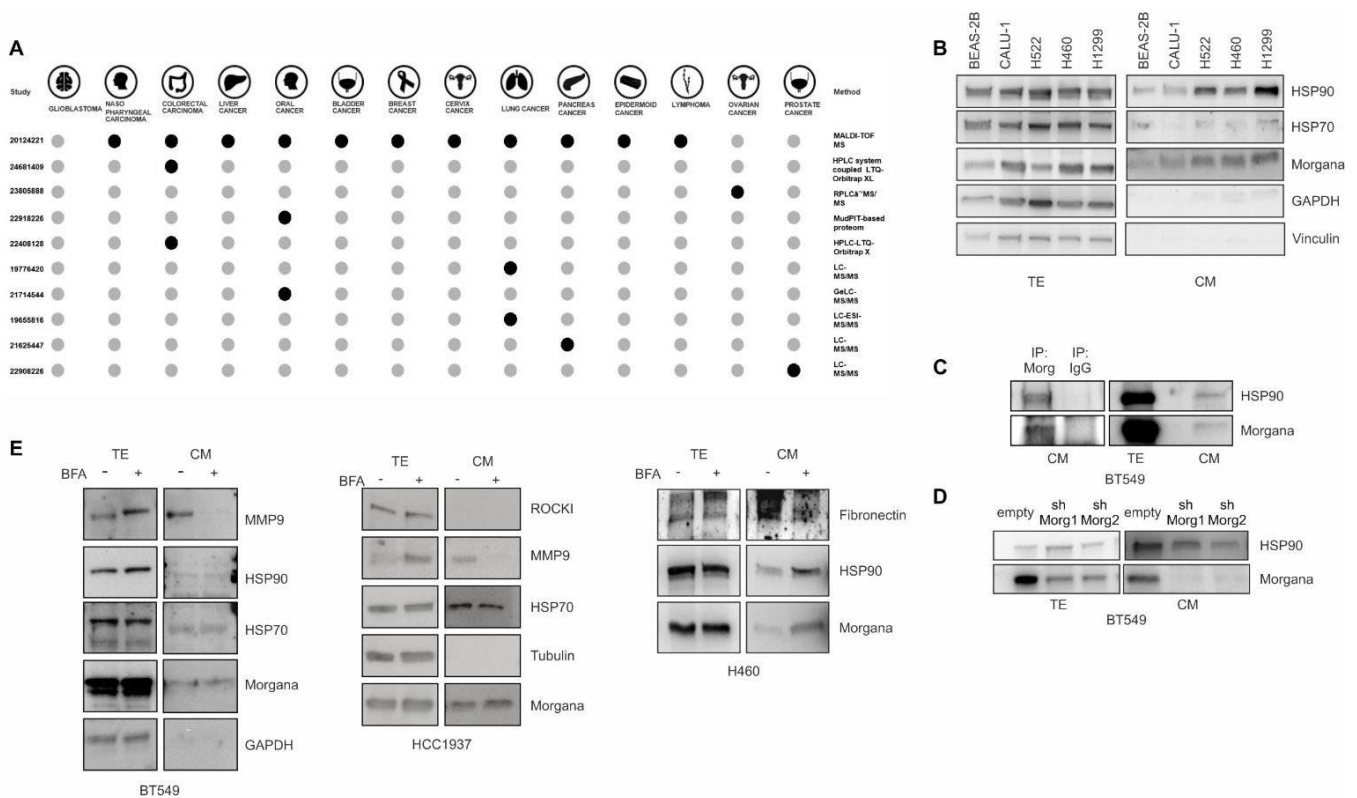 A
Study
GLIOBLASTOMA
NASO
PHARYNGEAL
CARCINOMA
COLORECTAL
CARCINOMA
LIVER
CANCER
ORAL
CANCER
BLADDER
CANCER
BREAST
CANCER
CERVIX
CANCER
LUNG CANCER
PANCREAS
CANCER
EPIDERMOID
CANCER
LYMPHOMA
OVARIAN
CANCER
PROSTATE
CANCER
Method
20124221
MALDI-TOF
MS
24681409
HPLC system
coupled LTQ-
Orbitrap XL
23805888
RPLCâ¨MS/
MS
22918226
MudPIT-based
proteom
22408128
HPLC-LTQ-
Orbitrap X
19776420
LC-
MS/MS
21714544
GeLC-
MS/MS
19655816
LC-ESI-
MS/MS
21625447
LC-
MS/MS
22908226
LC-
MS/MS
B
BEAS-2B CALU-1 H522 H460 H1299 BEAS-2B CALU-1 H522 H460 H1299
HSP90
HSP70
Morgana
GAPDH
Vinculin
TE CM
C
IP: IP:
Morg IgG
HSP90
Morgana
CM TE CM
BT549
D
empty sh sh empty sh sh
Morg1 Morg2 Morg1 Morg2
HSP90
Morgana
TE CM
BT549
E
TE CM
BFA - + - +
MMP9
HSP90
HSP70
Morgana
GAPDH
BT549
TE CM
BFA - + - +
ROCKI
MMP9
HSP70
Tubulin
Morgana
HCC1937
TE CM
BFA - + - +
Fibronectin
HSP90
Morgana
H460